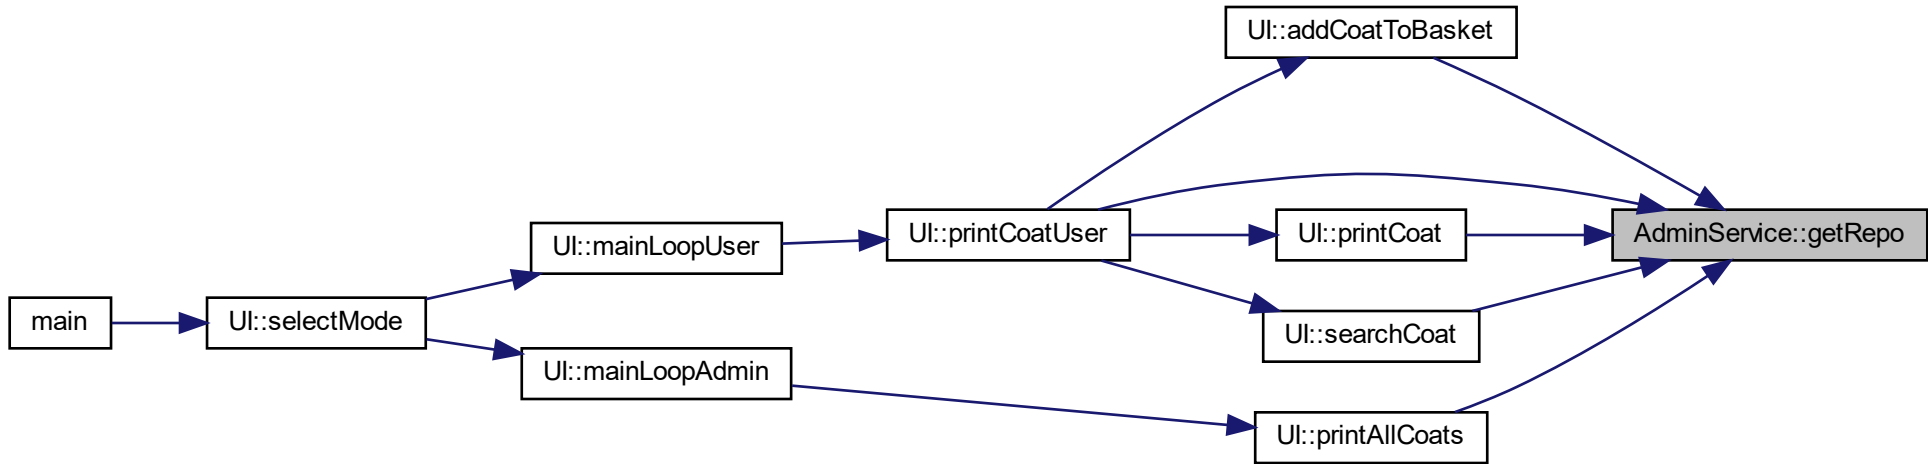 UI::addCoatToBasket
UI::printCoatUser
UI::printCoat
AdminService::getRepo
UI::mainLoopUser
main
UI::selectMode
UI::searchCoat
UI::mainLoopAdmin
UI::printAllCoats